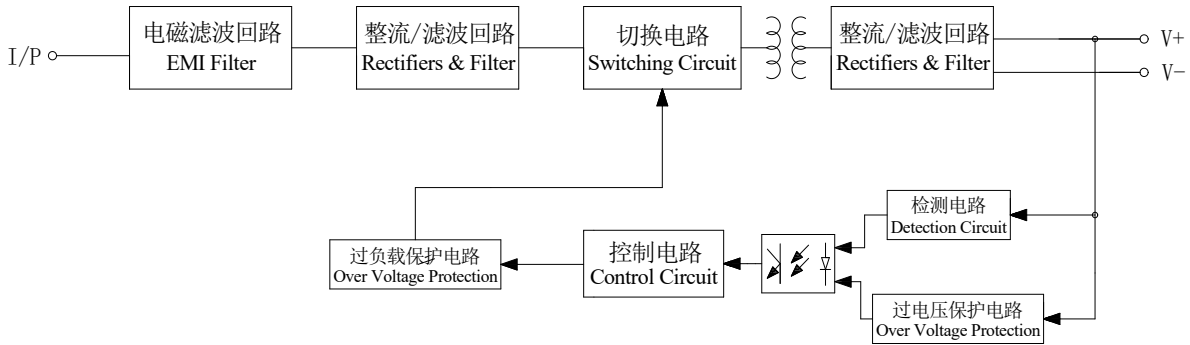 I/P
电磁滤波回路
EMI Filter
整流/滤波回路
Rectifiers & Filter
切换电路
Switching Circuit
整流/滤波回路
Rectifiers & Filter
V+
V-
检测电路
Detection Circuit
过负载保护电路
Over Voltage Protection
控制电路
Control Circuit
过电压保护电路
Over Voltage Protection